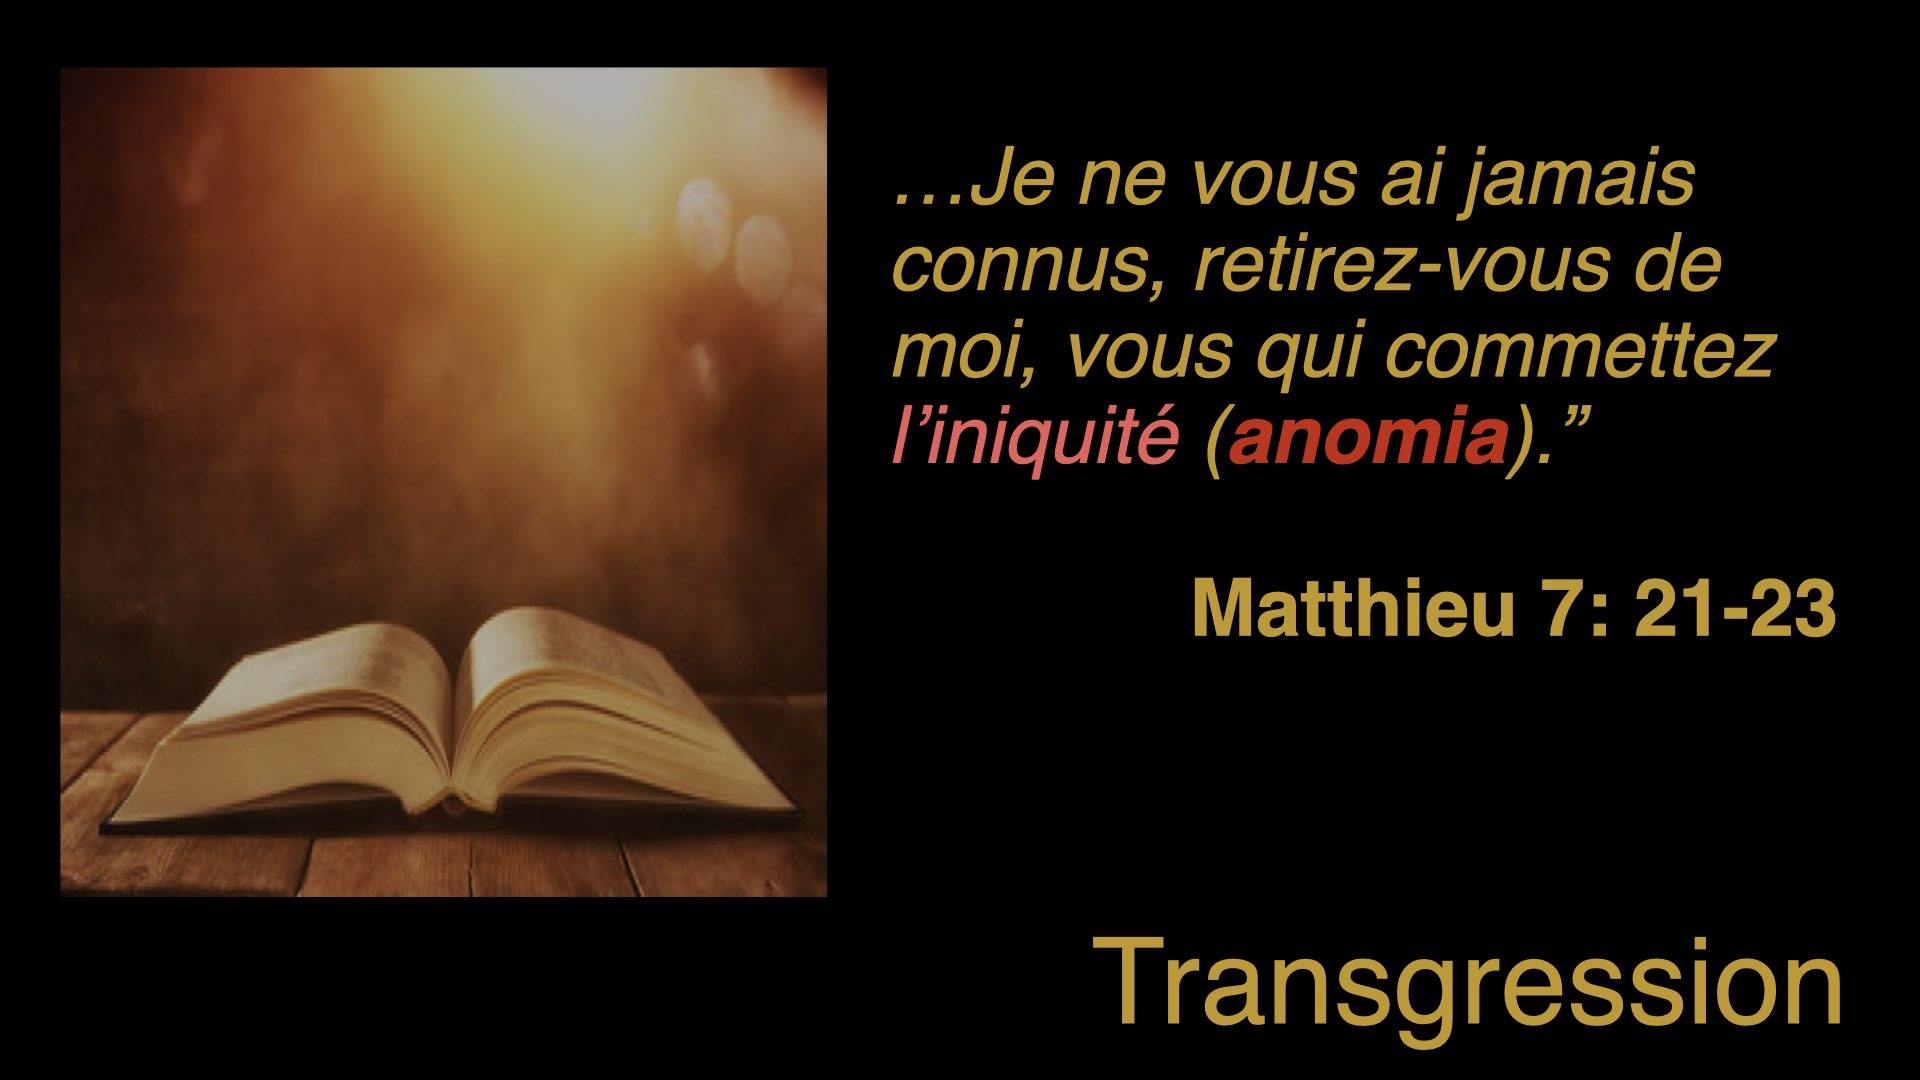 …Je ne vous ai jamais
connus, retirez-vous de
moi, vous qui commettez
l’iniquité (anomia).”
Matthieu 7: 21-23
Transgression